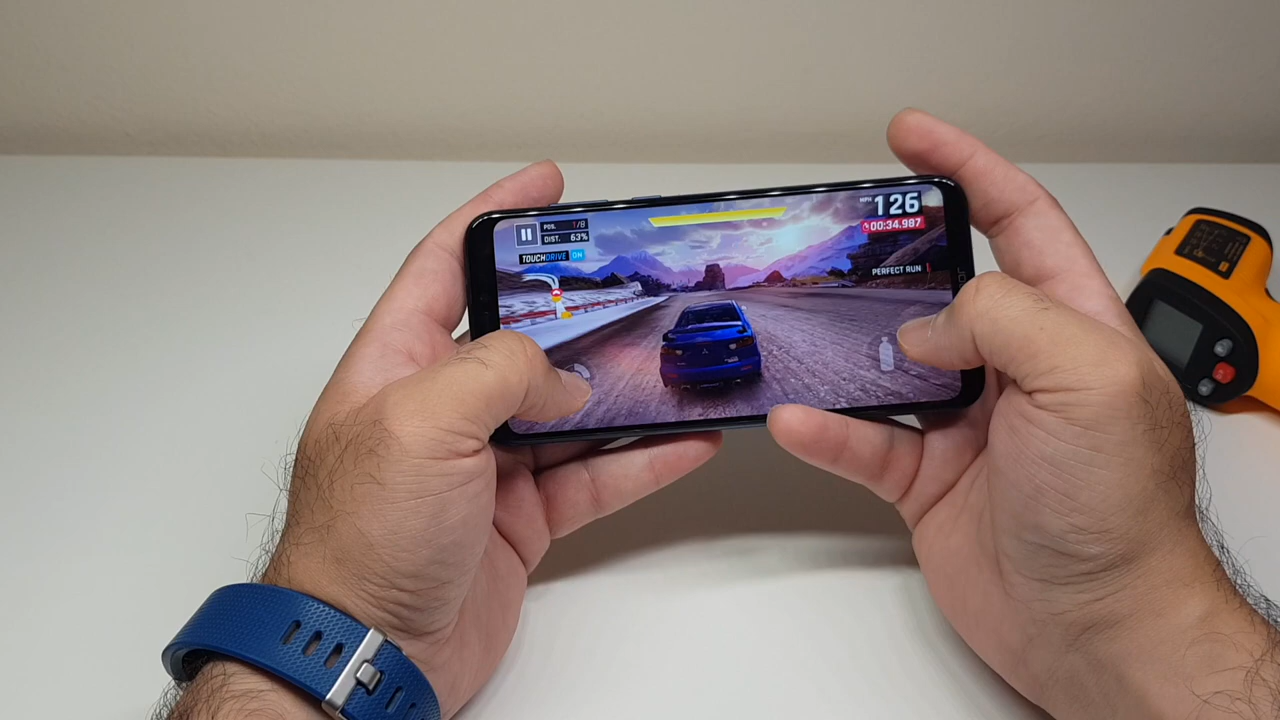 POS. 1/8
DIST. 63%
TOUCHDRIVE ON
MPH 126
00:34.987
PERFECT RUN